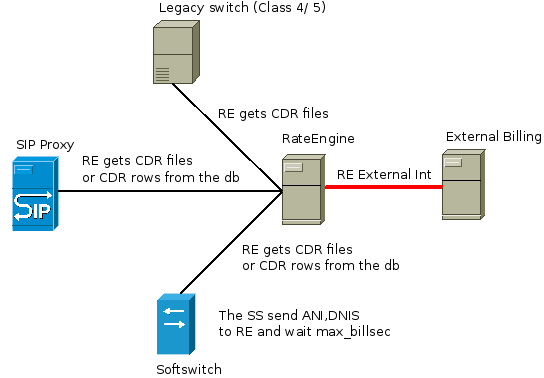 Legacy switch (Class 4/ 5)
RE gets CDR files
RateEngine
External Billing
SIP Proxy
RE gets CDR files
or CDR rows from the db
RE External Int
SIP
RE gets CDR files
or CDR rows from the db
The SS send ANI,DNIS
to RE and wait max_billsec
Softswitch